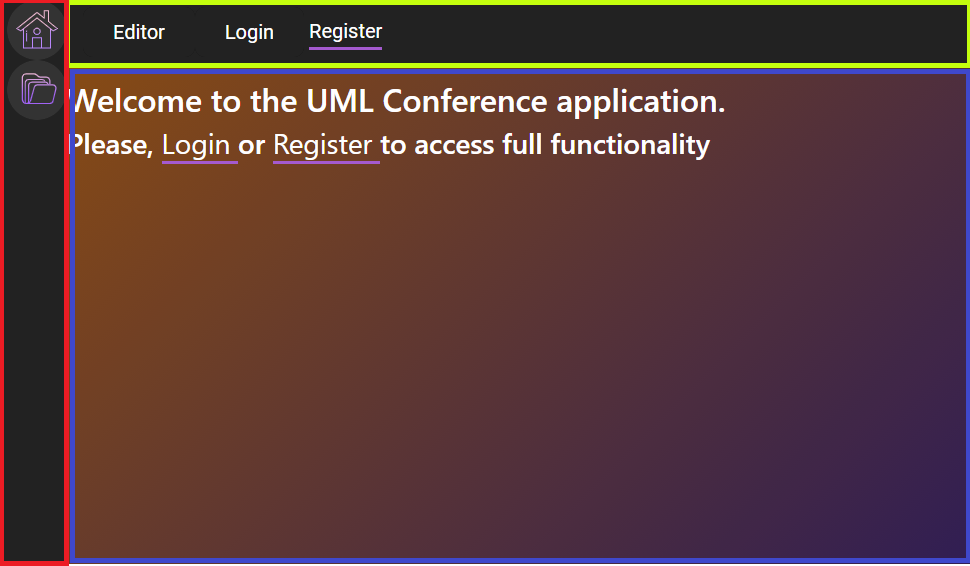 Editor Login Register
Welcome to the UML Conference application.
Please, Login or Register to access full functionality